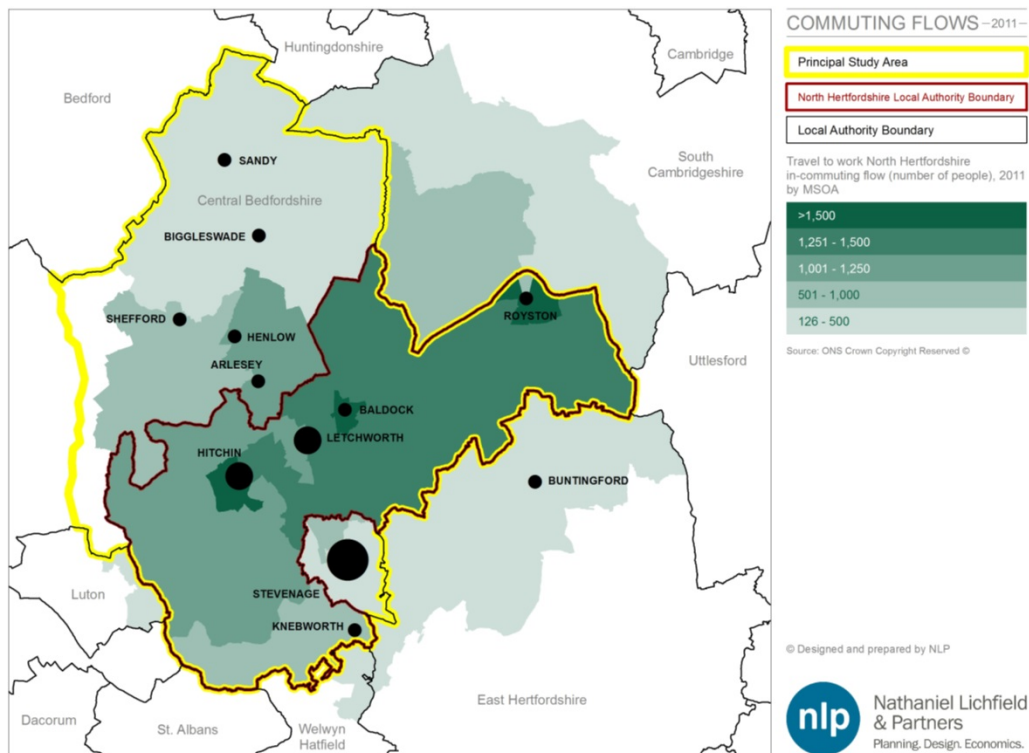 Huntingdonshire
Cambridge
Bedford
South
Cambridgeshire
SANDY
Central Bedfordshire
BIGGLESWADE
SHEFFORD
HENLOW
ROYSTON
ARLESEY
Uttlesford
BALDOCK
LETCHWORTH
HITCHIN
BUNTINGFORD
STEVENAGE
Luton
KNEBWORTH
East Hertfordshire
Dacorum
St. Albans
Welwyn
Hatfield
COMMUTING FLOWS –2011–
Principal Study Area
North Hertfordshire Local Authority Boundary
Local Authority Boundary
Travel to work North Hertfordshire
in-commuting flow (number of people), 2011
by MSOA
>1,500
1,251 - 1,500
1,001 - 1,250
501 - 1,000
126 - 500
Source: ONS Crown Copyright Reserved ©
© Designed and prepared by NLP
nlp
Nathaniel Lichfield
& Partners
Planning. Design. Economics.